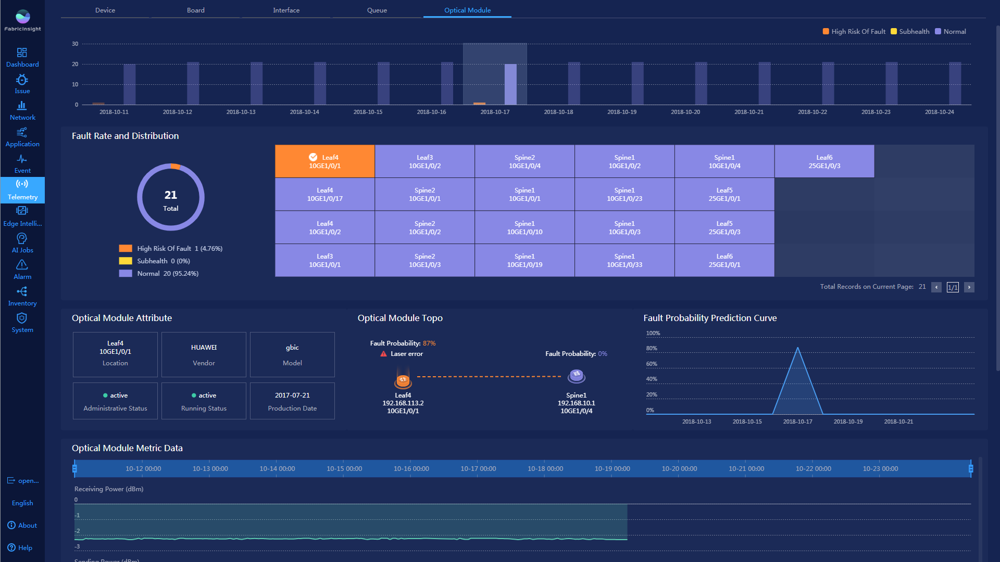 FabricInsight
Dashboard
Issue
Network
Application
Event
Telemetry
Edge Intelli...
AI Jobs
Alarm
Inventory
System
open...
English
About
Help
Device Board Interface Queue Optical Module
High Risk Of Fault Subhealth Normal
30
20
10
0
2018-10-11 2018-10-12 2018-10-13 2018-10-14 2018-10-15 2018-10-16 2018-10-17 2018-10-18 2018-10-19 2018-10-20 2018-10-21 2018-10-22 2018-10-23 2018-10-24
Fault Rate and Distribution
21
Total
High Risk Of Fault 1 (4.76%)
Subhealth 0 (0%)
Normal 20 (95.24%)
Leaf4 Leaf3 Spine2 Spine1 Spine1 Leaf6
10GE1/0/1 10GE1/0/2 10GE1/0/4 10GE1/0/2 10GE1/0/4 25GE1/0/3
Leaf4 Spine2 Spine1 Spine1 Leaf5
10GE1/0/17 10GE1/0/1 10GE1/0/1 10GE1/0/23 25GE1/0/1
Leaf4 Spine2 Spine1 Spine1 Leaf5
10GE1/0/2 10GE1/0/2 10GE1/0/10 10GE1/0/3 25GE1/0/3
Leaf3 Spine2 Spine1 Spine1 Leaf6
10GE1/0/1 10GE1/0/3 10GE1/0/19 10GE1/0/33 25GE1/0/1
Total Records on Current Page: 21 1/1
Optical Module Attribute
Leaf4
10GE1/0/1
Location
HUAWEI
Vendor
gbic
Model
active
Administrative Status
active
Running Status
2017-07-21
Production Date
Optical Module Topo
Fault Probability: 87%
Laser error
Fault Probability: 0%
Leaf4
192.168.113.2
10GE1/0/1
Spine1
192.168.10.1
10GE1/0/4
Fault Probability Prediction Curve
100%
80%
60%
40%
20%
0%
2018-10-13 2018-10-15 2018-10-17 2018-10-19 2018-10-21
Optical Module Metric Data
10-12 00:00 10-13 00:00 10-14 00:00 10-15 00:00 10-16 00:00 10-17 00:00 10-18 00:00 10-19 00:00 10-20 00:00 10-21 00:00 10-22 00:00 10-23 00:00
Receiving Power (dBm)
0
-1
-2
-3
Sending Power (dBm)